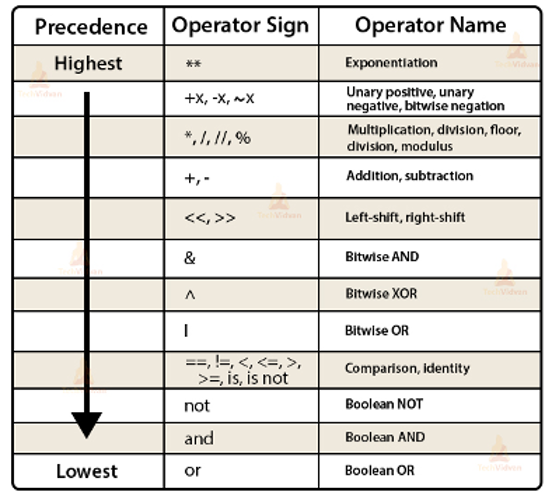 Precedence Operator Sign Operator Name
Highest ** Exponentiation
+x, -x, ~x Unary positive, unary
negative, bitwise negation
*, /, //, % Multiplication, division, floor,
division, modulus
+, - Addition, subtraction
<<, >> Left-shift, right-shift
& Bitwise AND
^ Bitwise XOR
| Bitwise OR
==, !=, <, <=, >,
>=, is, is not Comparison, identity
not Boolean NOT
and Boolean AND
Lowest or Boolean OR
TechVidvan